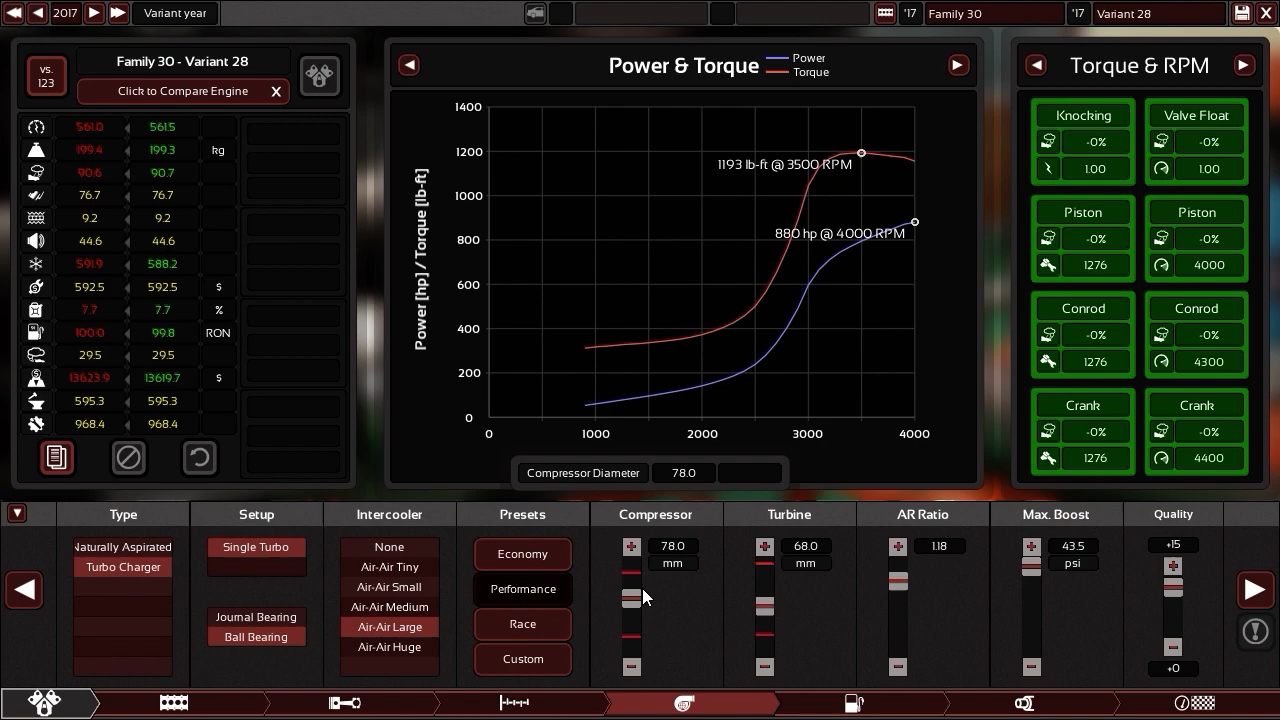 2017
Variant year
'17
Family 30
'17
Variant 28
vs.
123
Family 30 - Variant 28
Click to Compare Engine X
561.0 561.5
199.4 199.3 kg
90.6 90.7
76.7 76.7
9.2 9.2
44.6 44.6
591.9 588.2
592.5 592.5 $
7.7 7.7 %
100.0 99.8 RON
29.5 29.5
13623.9 13619.7 $
595.3 595.3
968.4 968.4
Power & Torque
Power
Torque
Power [hp] / Torque [lb-ft]
1400
1200
1000
800
600
400
200
0
1193 lb-ft @ 3500 RPM
880 hp @ 4000 RPM
0 1000 2000 3000 4000
Compressor Diameter 78.0
Torque & RPM
Knocking
-0%
1.00
Valve Float
-0%
1.00
Piston
-0%
1276
Piston
-0%
4000
Conrod
-0%
1276
Conrod
-0%
4300
Crank
-0%
1276
Crank
-0%
4400
Type
Naturally Aspirated
Turbo Charger
Setup
Single Turbo
Journal Bearing
Ball Bearing
Intercooler
None
Air-Air Tiny
Air-Air Small
Air-Air Medium
Air-Air Large
Air-Air Huge
Presets
Economy
Performance
Race
Custom
Compressor
78.0
mm
Turbine
68.0
mm
AR Ratio
1.18
Max. Boost
43.5
psi
Quality
+15
+0